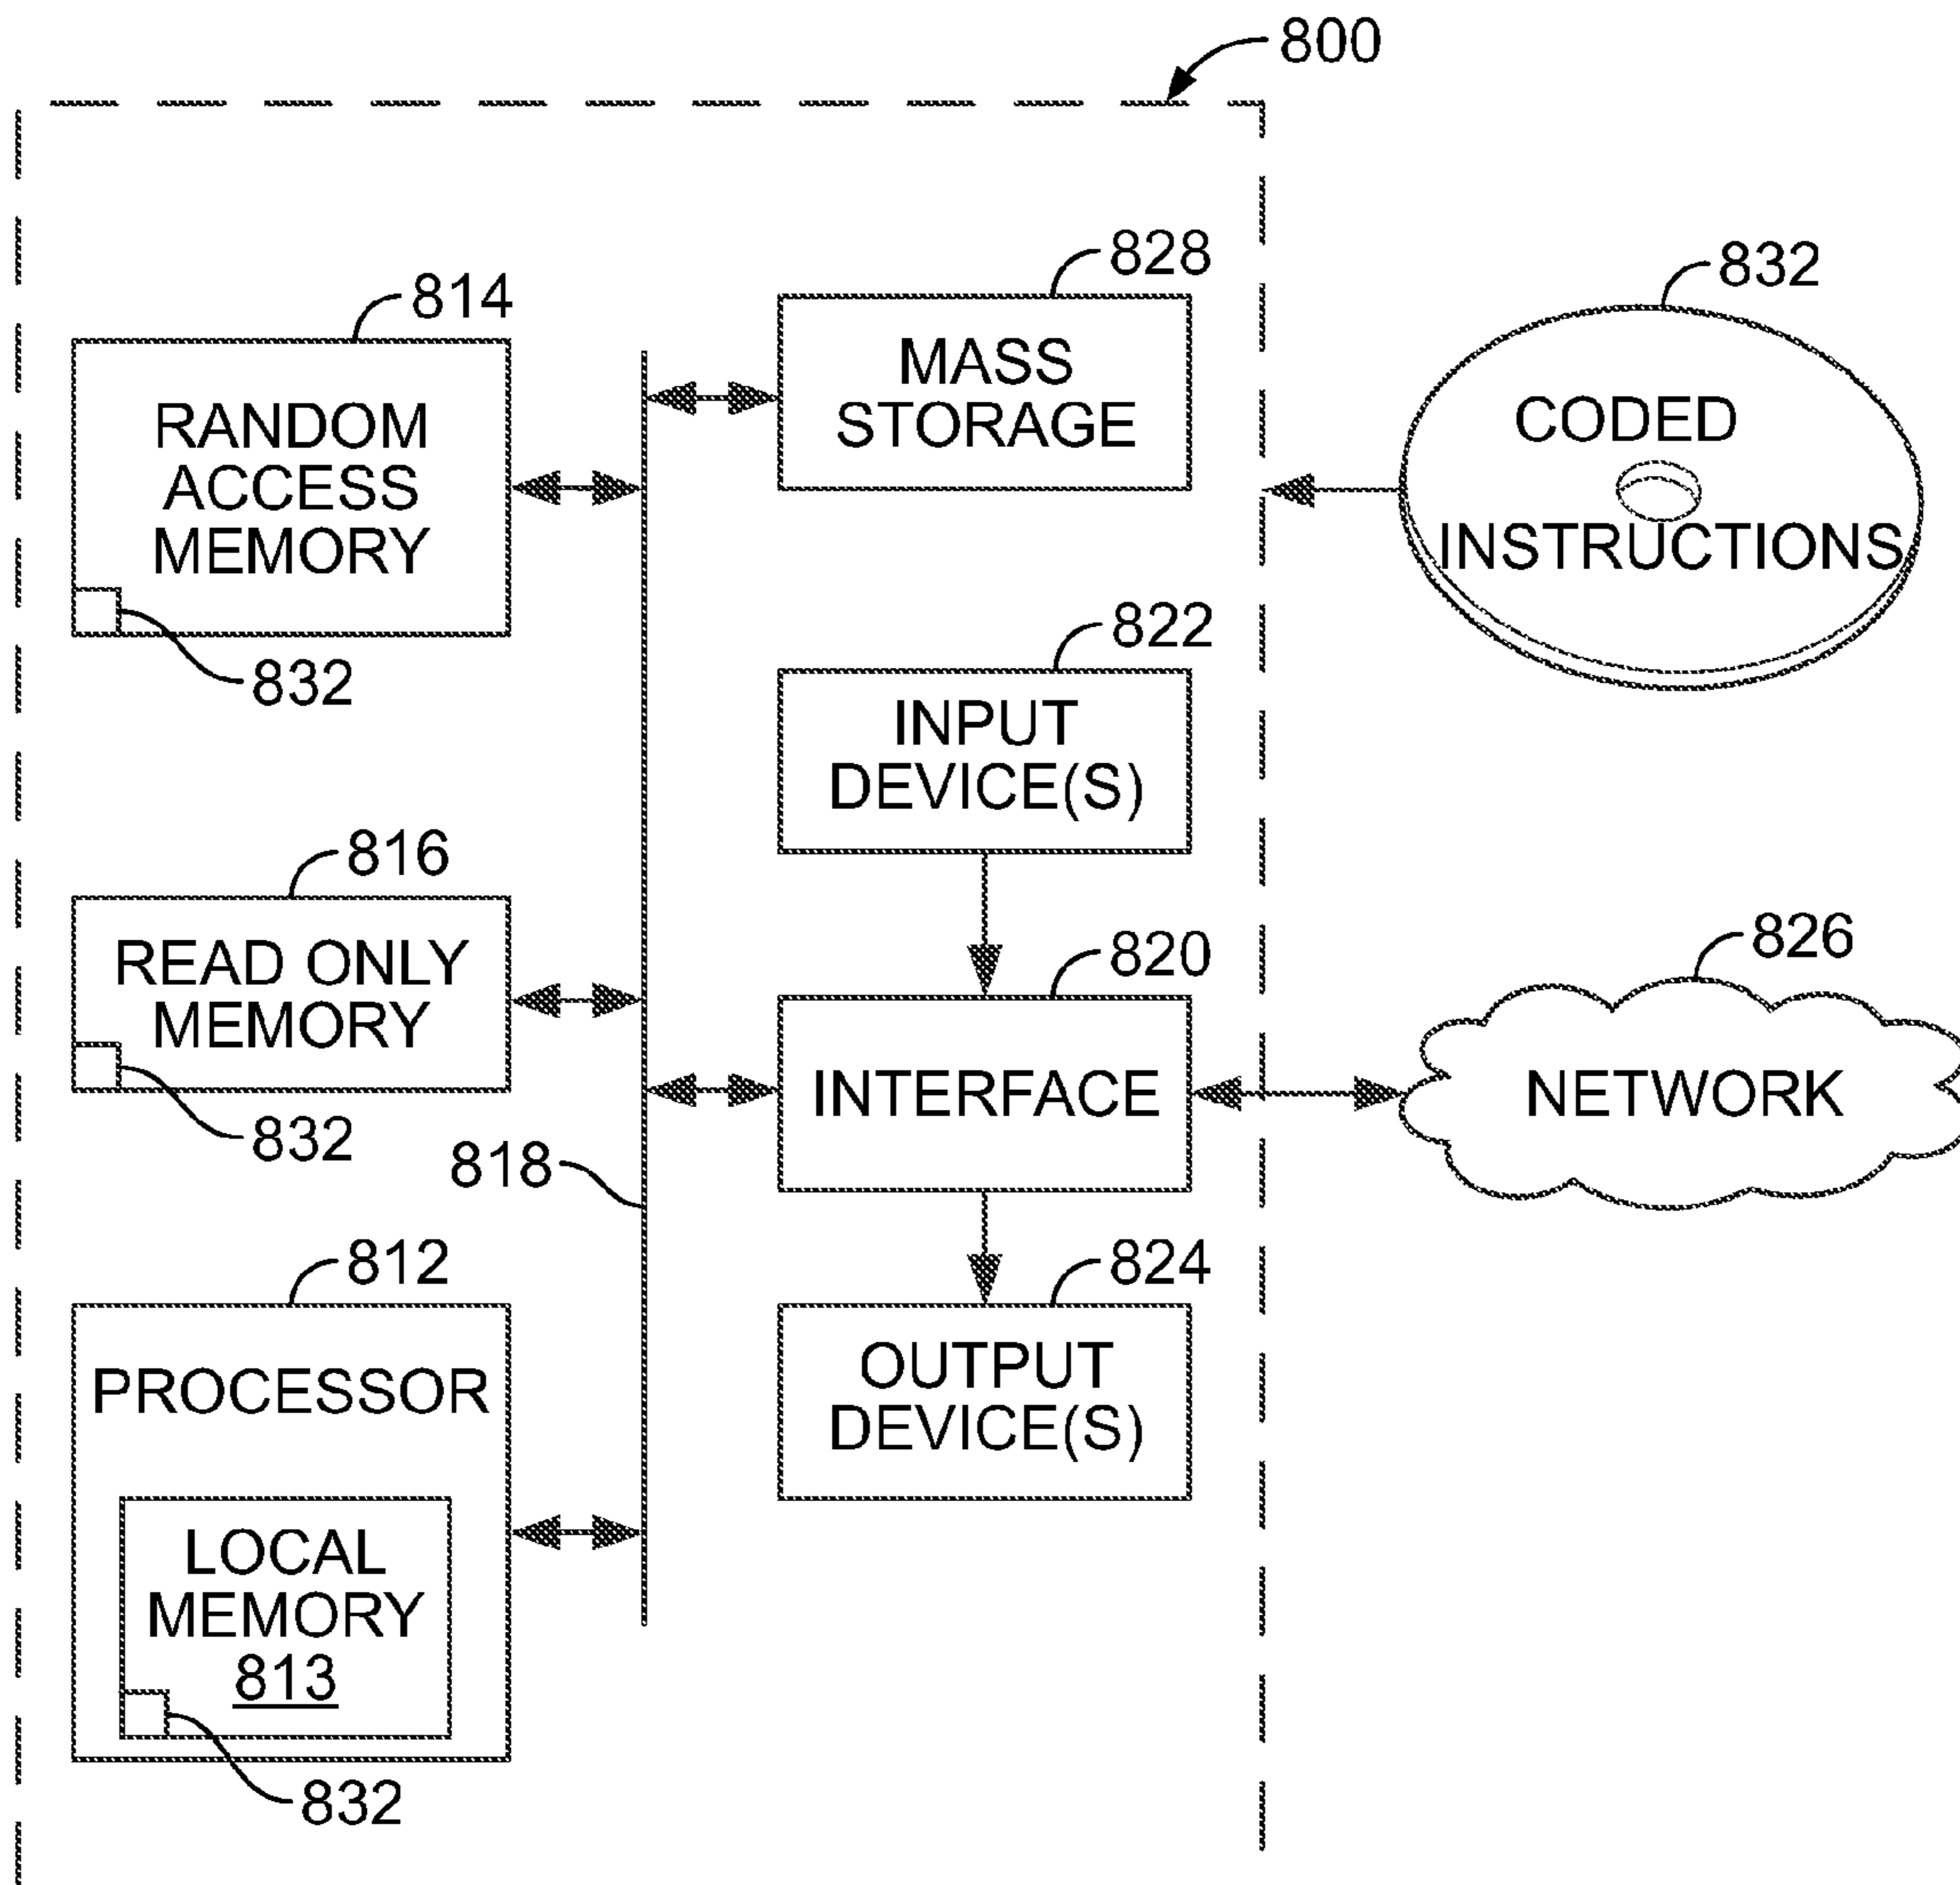 800
828
MASS
STORAGE
814
RANDOM
ACCESS
MEMORY
832
832
CODED
INSTRUCTIONS
822
INPUT
DEVICE(S)
816
READ ONLY
MEMORY
832
820
INTERFACE
826
NETWORK
818
812
PROCESSOR
LOCAL
MEMORY
813
832
824
OUTPUT
DEVICE(S)